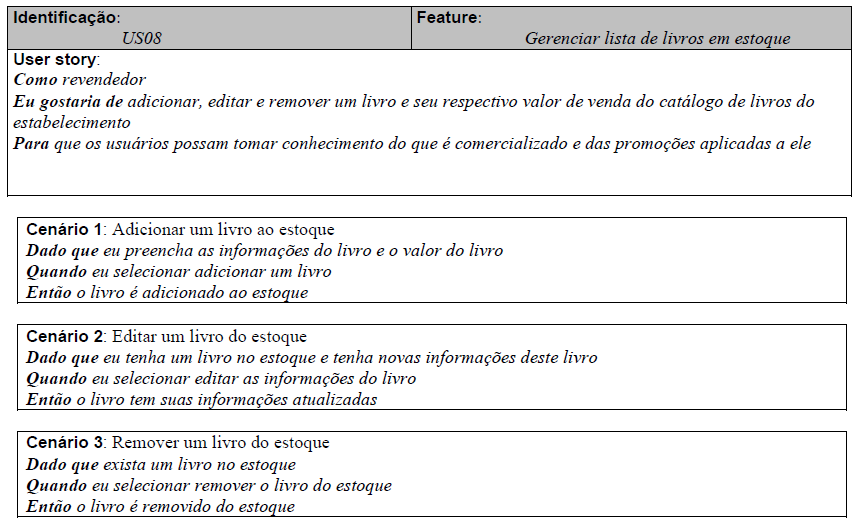 Identificação: Feature:
US08 Gerenciar lista de livros em estoque
User story:
Como revendedor
Eu gostaria de adicionar, editar e remover um livro e seu respectivo valor de venda do catálogo de livros do
estabelecimento
Para que os usuários possam tomar conhecimento do que é comercializado e das promoções aplicadas a ele
Cenário 1: Adicionar um livro ao estoque
Dado que eu preencha as informações do livro e o valor do livro
Quando eu selecionar adicionar um livro
Então o livro é adicionado ao estoque
Cenário 2: Editar um livro do estoque
Dado que eu tenha um livro no estoque e tenha novas informações deste livro
Quando eu selecionar editar as informações do livro
Então o livro tem suas informações atualizadas
Cenário 3: Remover um livro do estoque
Dado que exista um livro no estoque
Quando eu selecionar remover o livro do estoque
Então o livro é removido do estoque